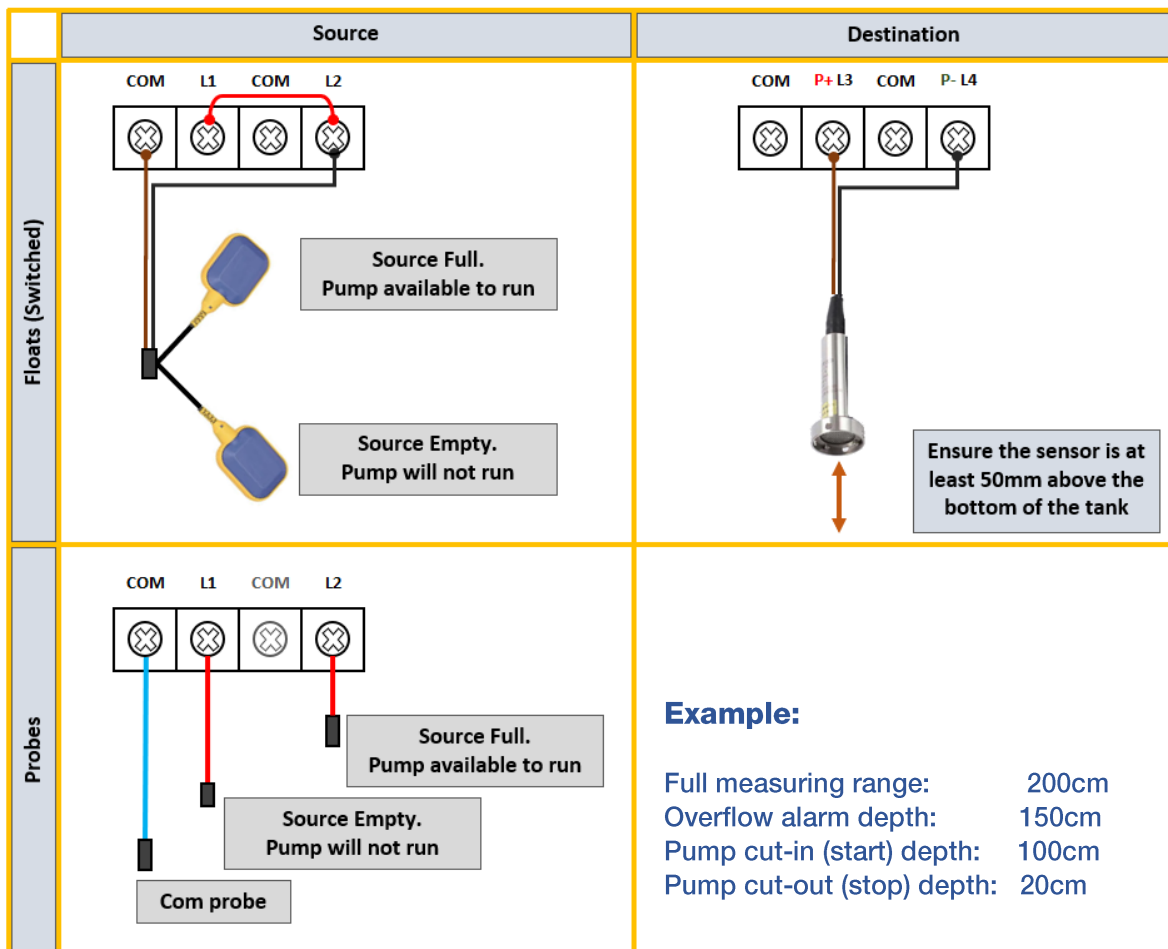 Source
Destination
Floats (Switched)
COM L1 COM L2
Source Full.
Pump available to run
Source Empty.
Pump will not run
COM P+ L3 COM P- L4
Ensure the sensor is at
least 50mm above the
bottom of the tank
Probes
COM L1 COM L2
Source Full.
Pump available to run
Source Empty.
Pump will not run
Com probe
Example:
Full measuring range: 200cm
Overflow alarm depth: 150cm
Pump cut-in (start) depth: 100cm
Pump cut-out (stop) depth: 20cm